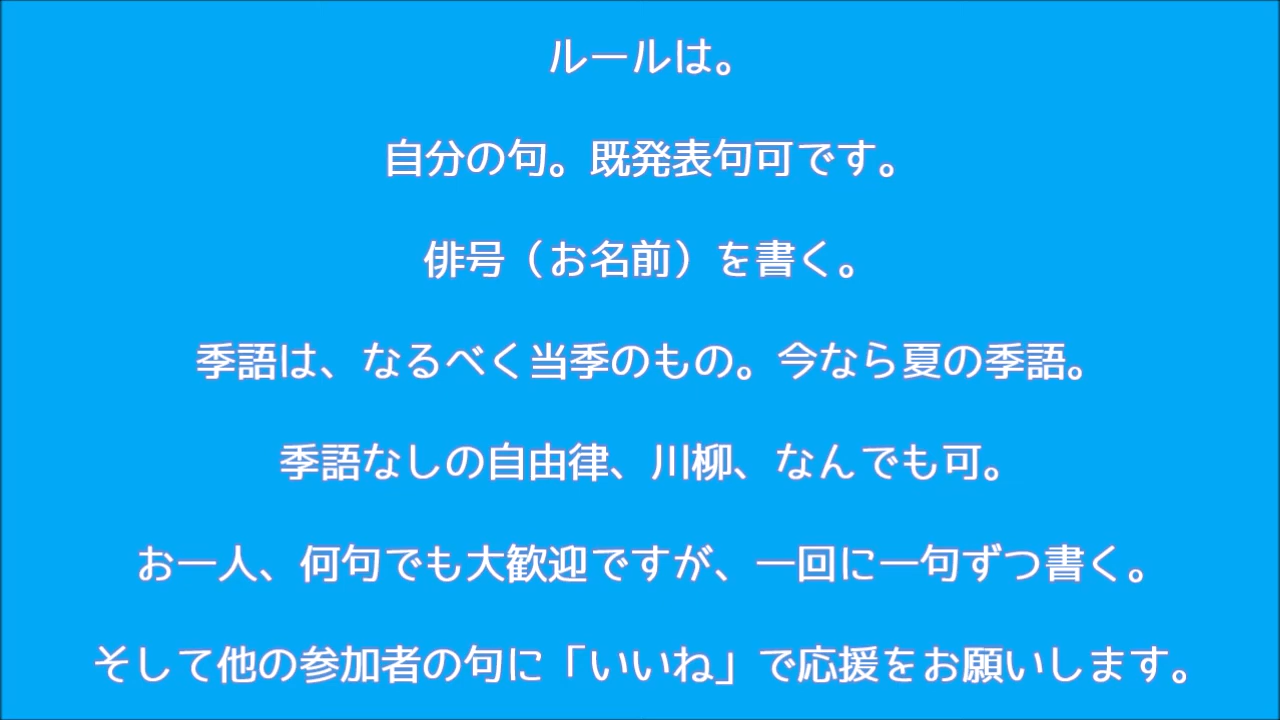 ルールは。
自分の句。既発表句可です。
俳号（お名前）を書く。
季語は、なるべく当季のもの。今なら夏の季語。
季語なしの自由律、川柳、なんでも可。
お一人、何句でも大歓迎ですが、一回に一句ずつ書く。
そして他の参加者の句に「いいね」で応援をお願いします。